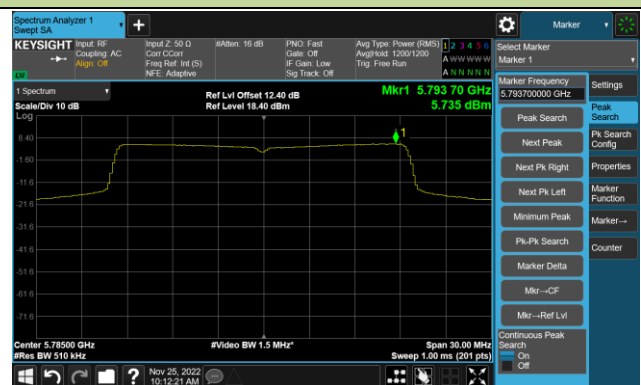 Spectrum Analyzer 1
Swept SA
Marker
KEYSIGHT
Input: RF
Coupling: AC
Align: Off
Input Z: 50 Ω
Corr CCorr
Freq Ref: Int (S)
NFE: Adaptive
#Atten: 16 dB
PNO: Fast
Gate: Off
IF Gain: Low
Sig Track: Off
Avg Type: Power (RMS)
Avg|Hold: 1200/1200
Trig: Free Run
1 2 3 4 5 6
A W W W W W
A N N N N N
LW
Select Marker
Marker 1
1 Spectrum
Scale/Div 10 dB
Log
Ref Lvl Offset 12.40 dB
Ref Level 18.40 dBm
Mkr1 5.793 70 GHz
5.735 dBm
1
8.40
-1.60
-11.6
-21.6
-31.6
-41.6
-51.6
-61.6
-71.6
Center 5.78500 GHz
#Res BW 510 kHz
#Video BW 1.5 MHz*
Span 30.00 MHz
Sweep 1.00 ms (201 pts)
Marker Frequency
5.793700000 GHz
Peak Search
Next Peak
Next Pk Right
Next Pk Left
Minimum Peak
Pk-Pk Search
Marker Delta
Mkr→CF
Mkr→Ref Lvl
Continuous Peak
Search
On
Off
Settings
Peak
Search
Pk Search
Config
Properties
Marker
Function
Marker→
Counter
Nov 25, 2022
10:12:21 AM